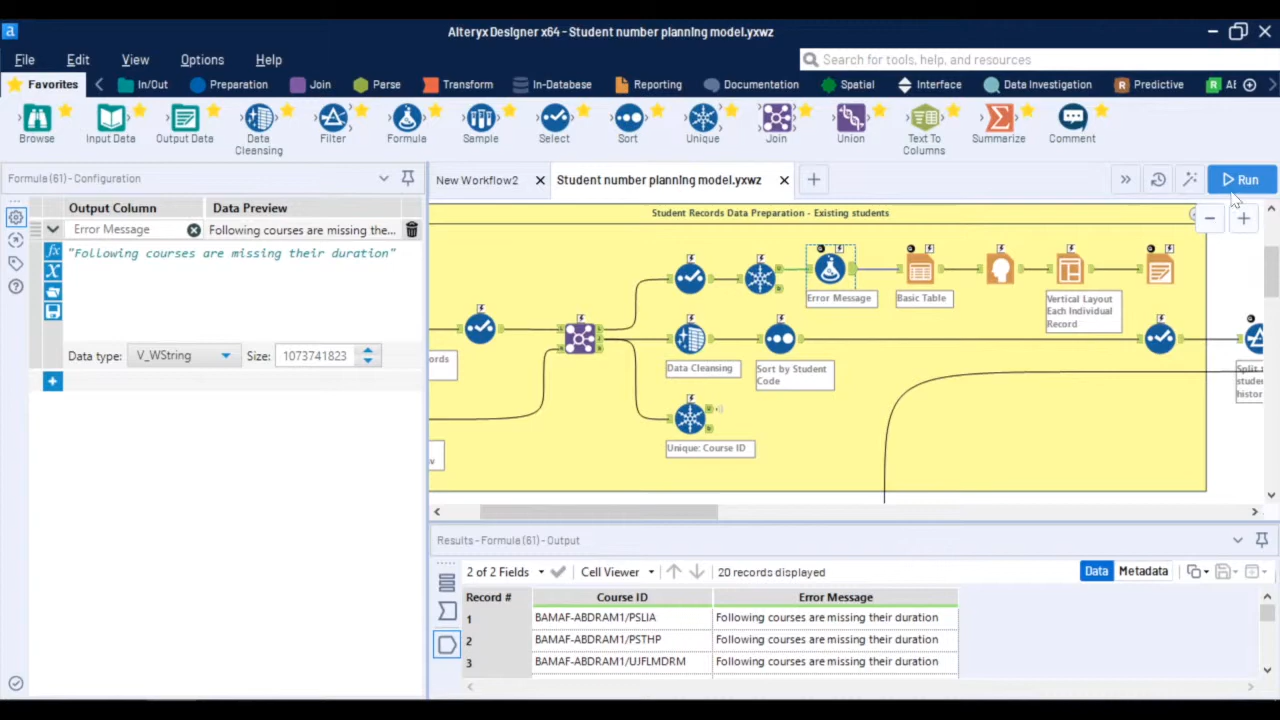 Alteryx Designer x64 - Student number planning model.yxwz
File Edit View Options Help
Search for tools, help, and resources
Favorites In/Out Preparation Join Parse Transform In-Database Reporting Documentation Spatial Interface Data Investigation Predictive
Browse Input Data Output Data Data Cleansing Filter Formula Sample Select Sort Unique Join Union Text To Columns Summarize Comment
Formula (61) - Configuration
New Workflow2
Student number planning model.yxwz
Run
Output Column Data Preview
Error Message Following courses are missing the...
"Following courses are missing their duration"
Data type: V_WString Size: 1073741823
Student Records Data Preparation - Existing students
Error Message
Basic Table
Vertical Layout
Each Individual
Record
ords
Data Cleansing
Sort by Student
Code
Split
stude
histor
Unique: Course ID
Results - Formula (61) - Output
2 of 2 Fields Cell Viewer 20 records displayed Data Metadata
Record # Course ID Error Message
1 BAMAF-ABDRAM1/PSLIA Following courses are missing their duration
2 BAMAF-ABDRAM1/PSTHP Following courses are missing their duration
3 BAMAF-ABDRAM1/UJFLMDRM Following courses are missing their duration